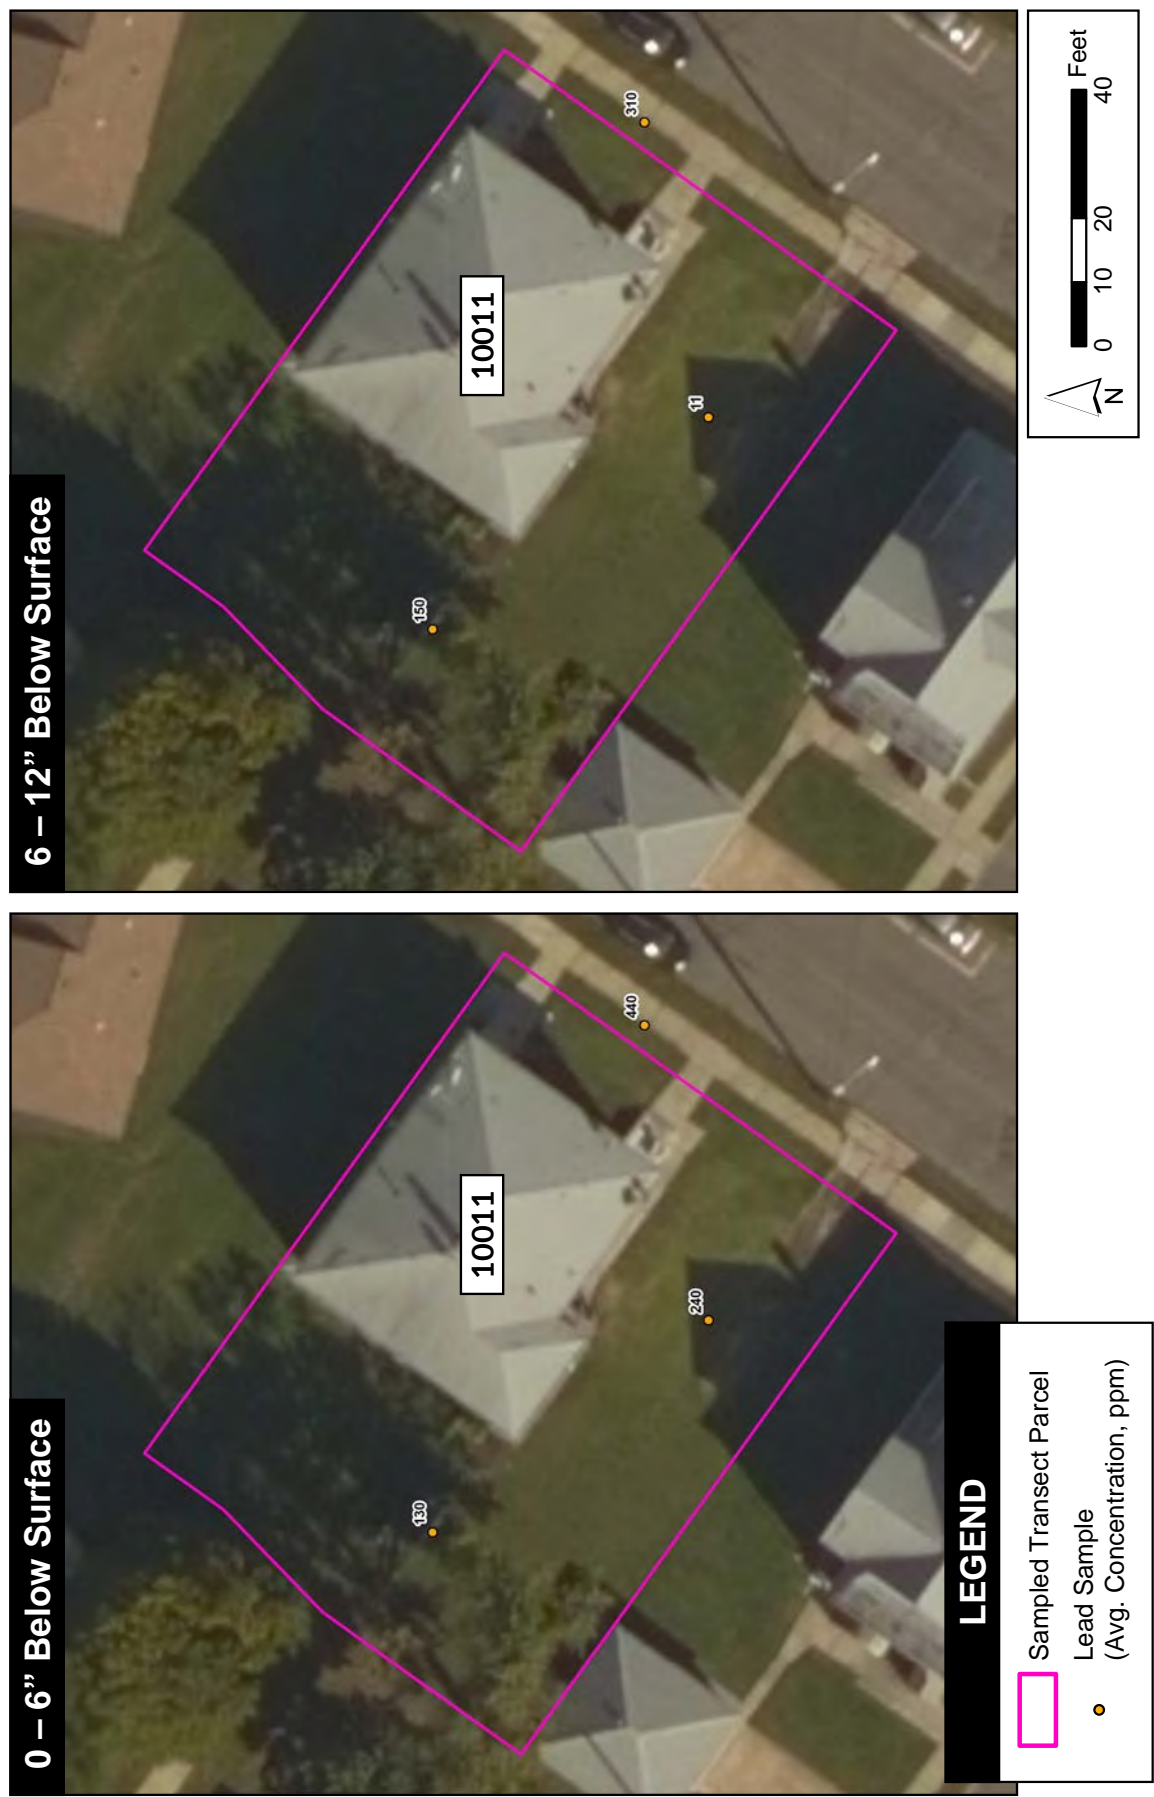 0 – 6” Below Surface
130
240
440
10011
6 – 12” Below Surface
150
11
310
10011
LEGEND
Sampled Transect Parcel
Lead Sample
(Avg. Concentration, ppm)
N
0 10 20 40
Feet